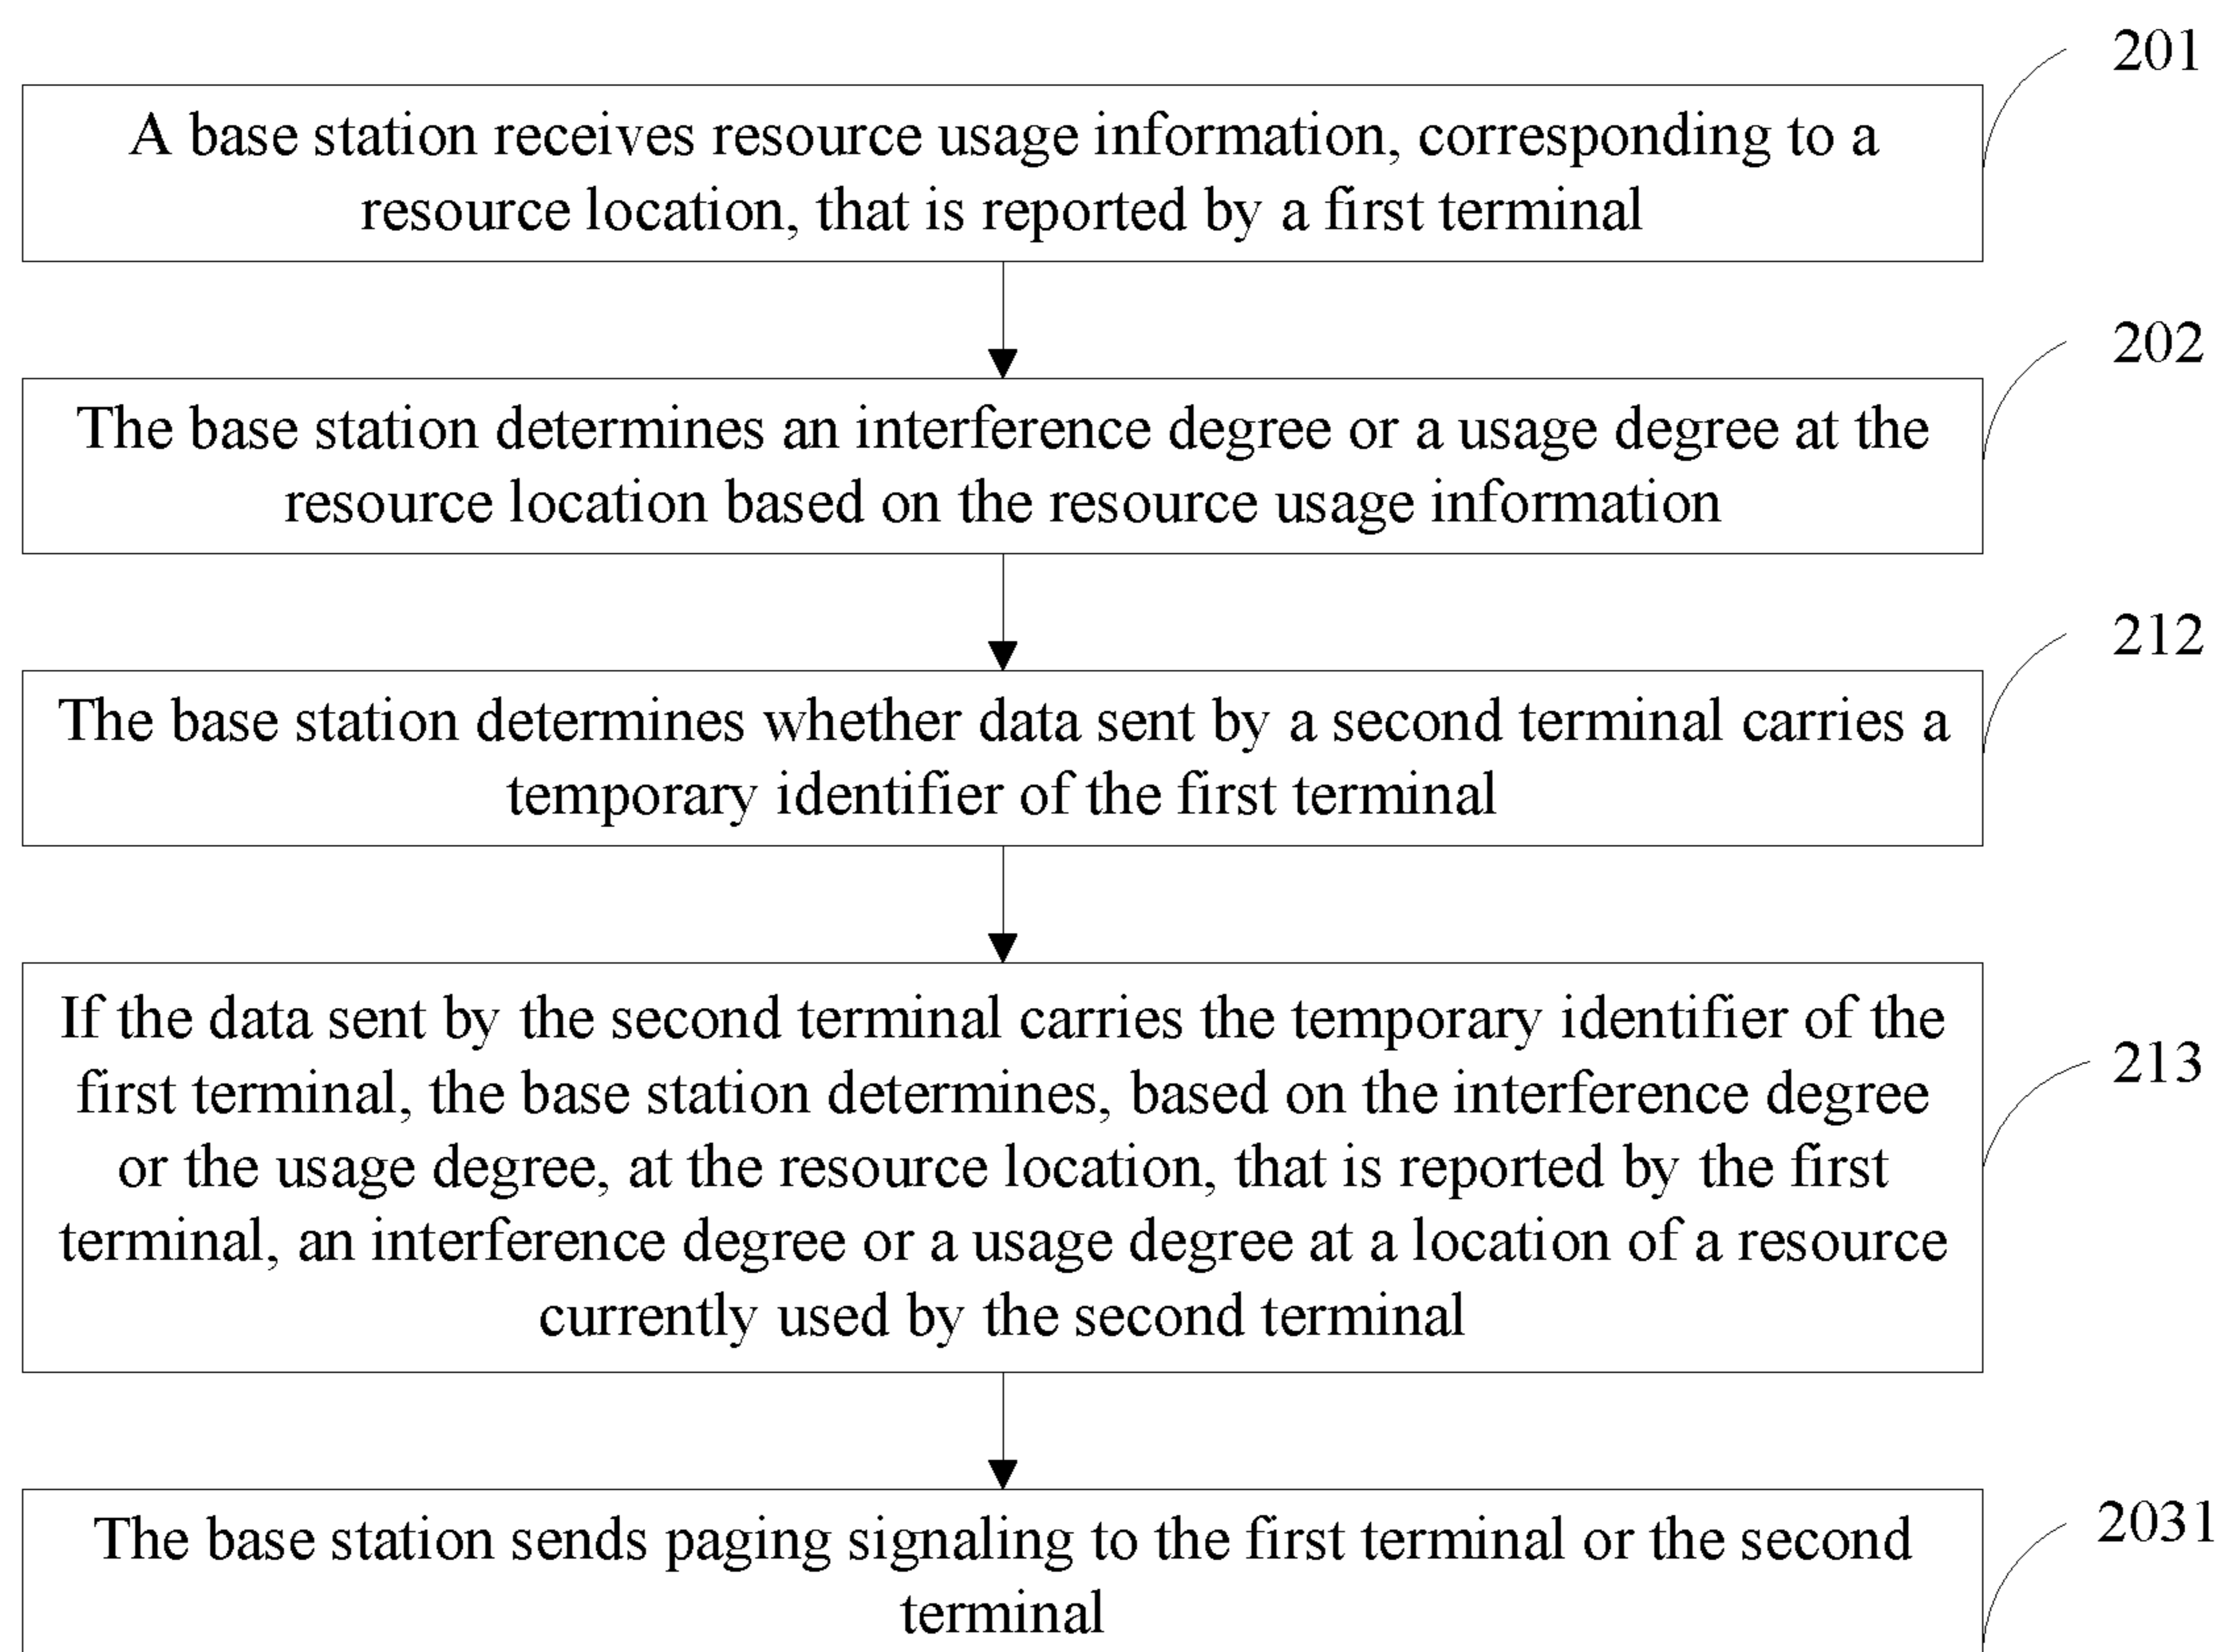 201
A base station receives resource usage information, corresponding to a
resource location, that is reported by a first terminal
202
The base station determines an interference degree or a usage degree at the
resource location based on the resource usage information
212
The base station determines whether data sent by a second terminal carries a
temporary identifier of the first terminal
If the data sent by the second terminal carries the temporary identifier of the
first terminal, the base station determines, based on the interference degree
213
or the usage degree, at the resource location, that is reported by the first
terminal, an interference degree or a usage degree at a location of a resource
currently used by the second terminal
2031
The base station sends paging signaling to the first terminal or the second
terminal